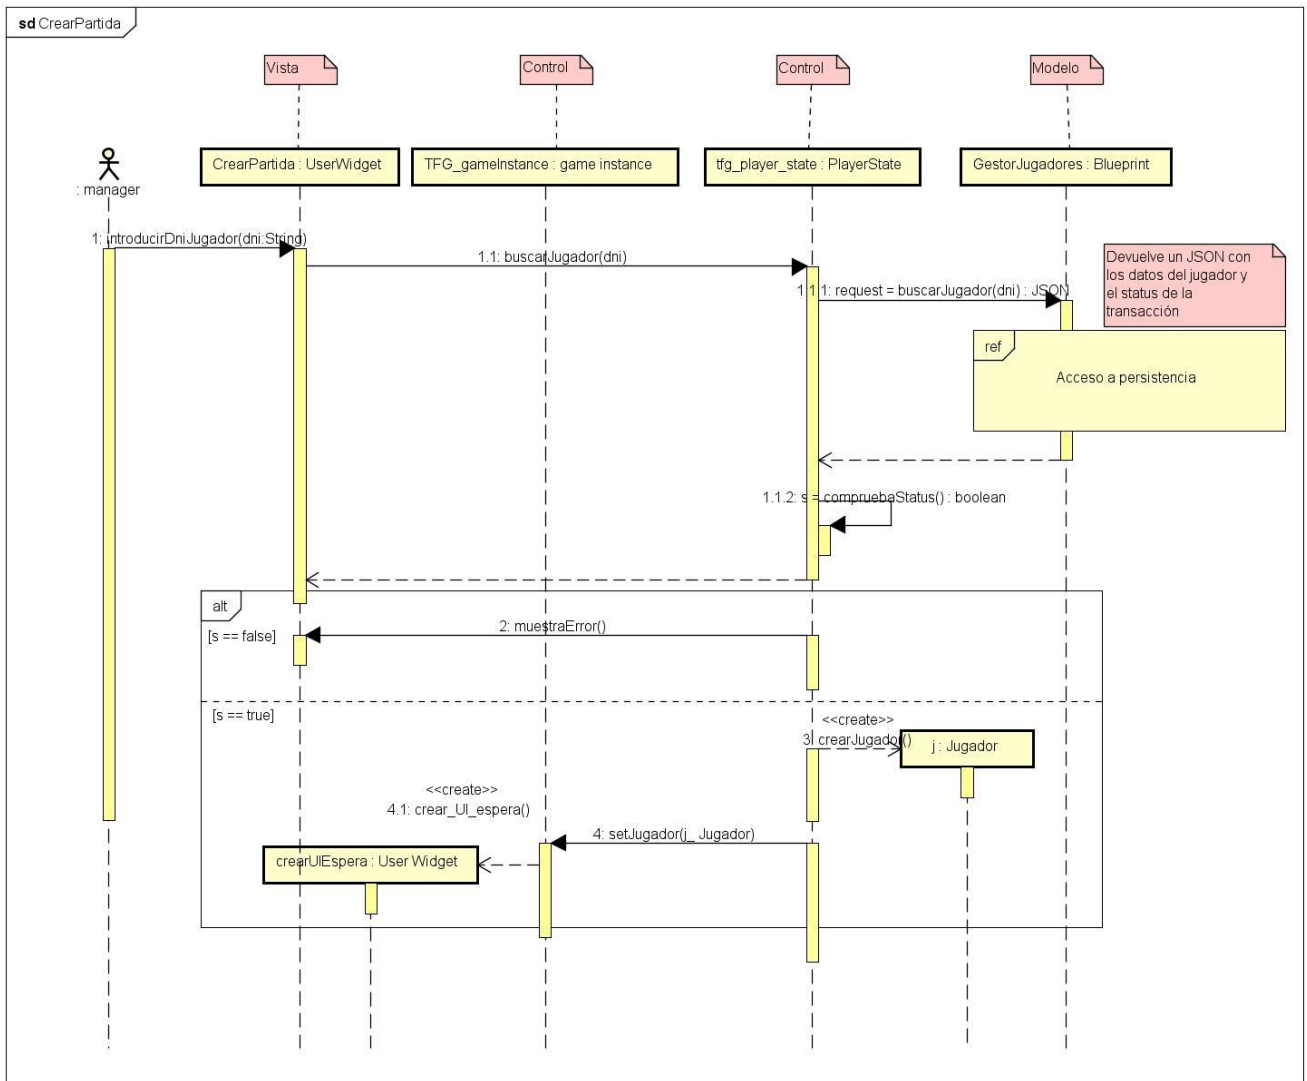 sd CrearPartida
Vista
Control
Control
Modelo
CrearPartida : UserWidget
TFG_gameInstance : game instance
tfg_player_state : PlayerState
GestorJugadores : Blueprint
: manager
1: introducirDniJugador(dni:String)
1.1: buscarJugador(dni)
Devuelve un JSON con
los datos del jugador y
el status de la
transacción
1.1.1: request = buscarJugador(dni) : JSON
ref
Acceso a persistencia
1.1.2: s = compruebaStatus() : boolean
alt
[s == false]
2: muestraError()
[s == true]
<<create>>
3: crearJugador()
j : Jugador
<<create>>
4.1: crear_UI_espera()
4: setJugador(j_ Jugador)
crearUIEspera : User Widget